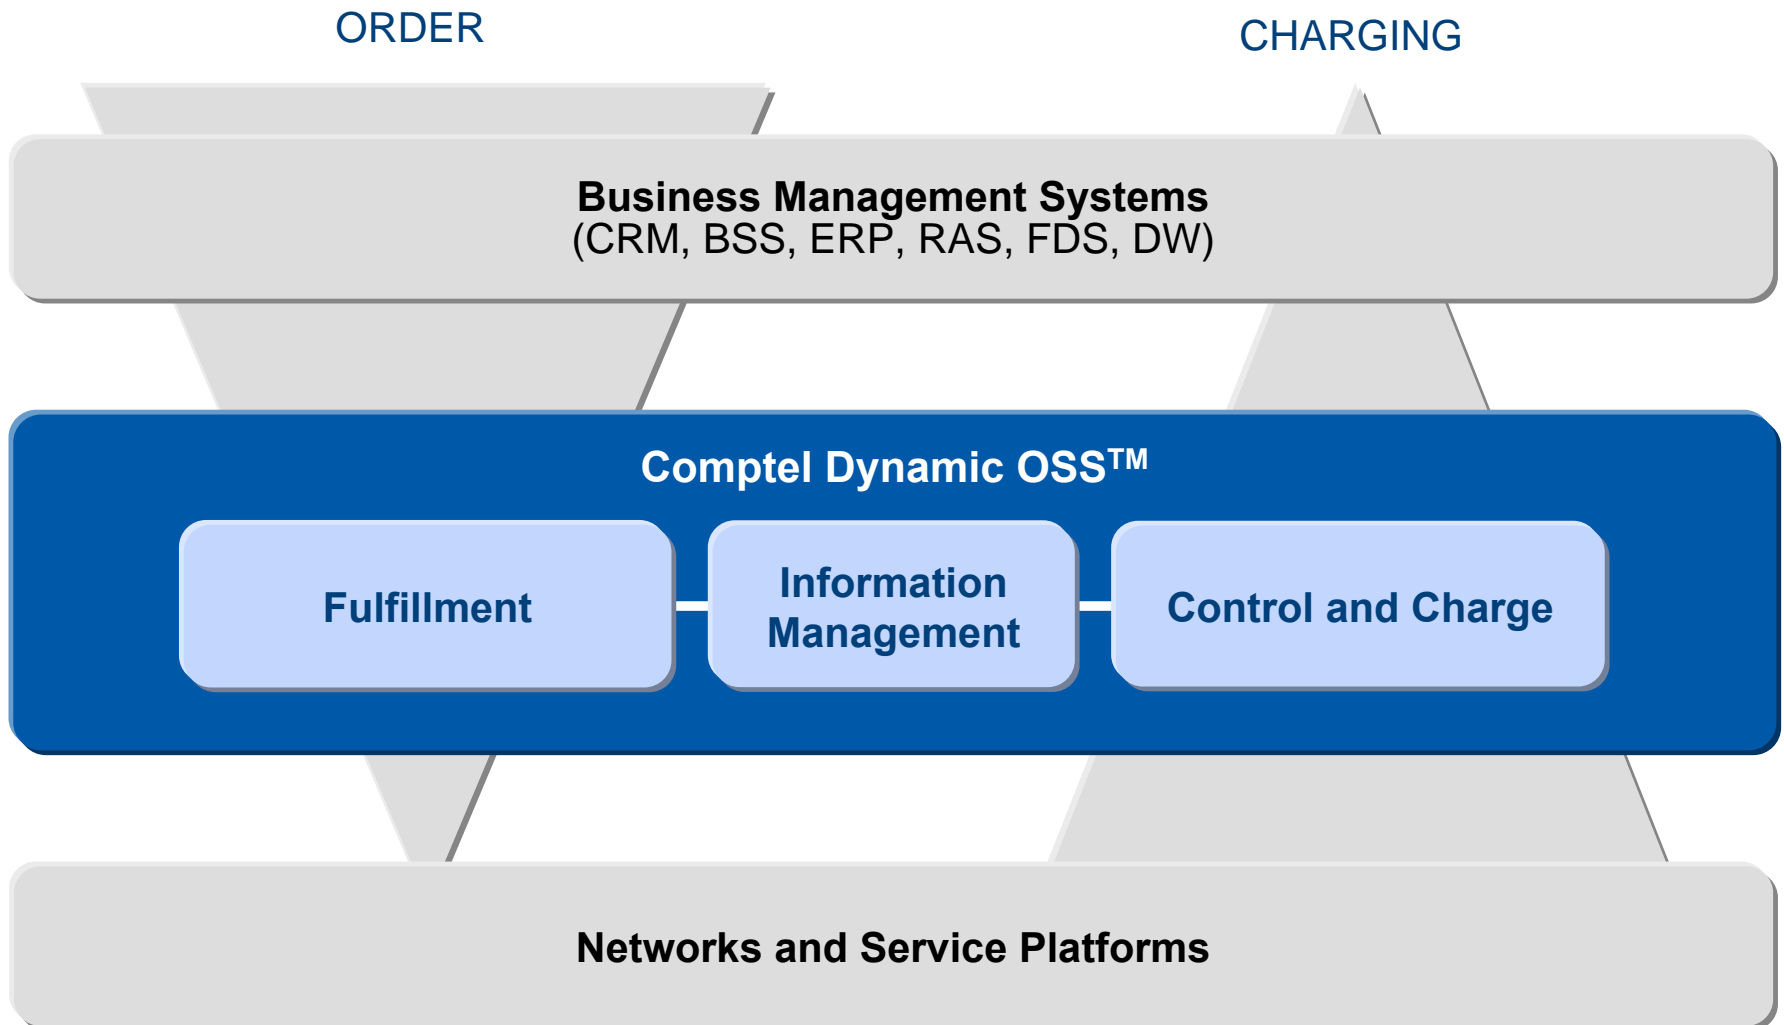 ORDER
CHARGING
Business Management Systems
(CRM, BSS, ERP, RAS, FDS, DW)
Comptel Dynamic OSS™
Fulfillment
Information
Management
Control and Charge
Networks and Service Platforms